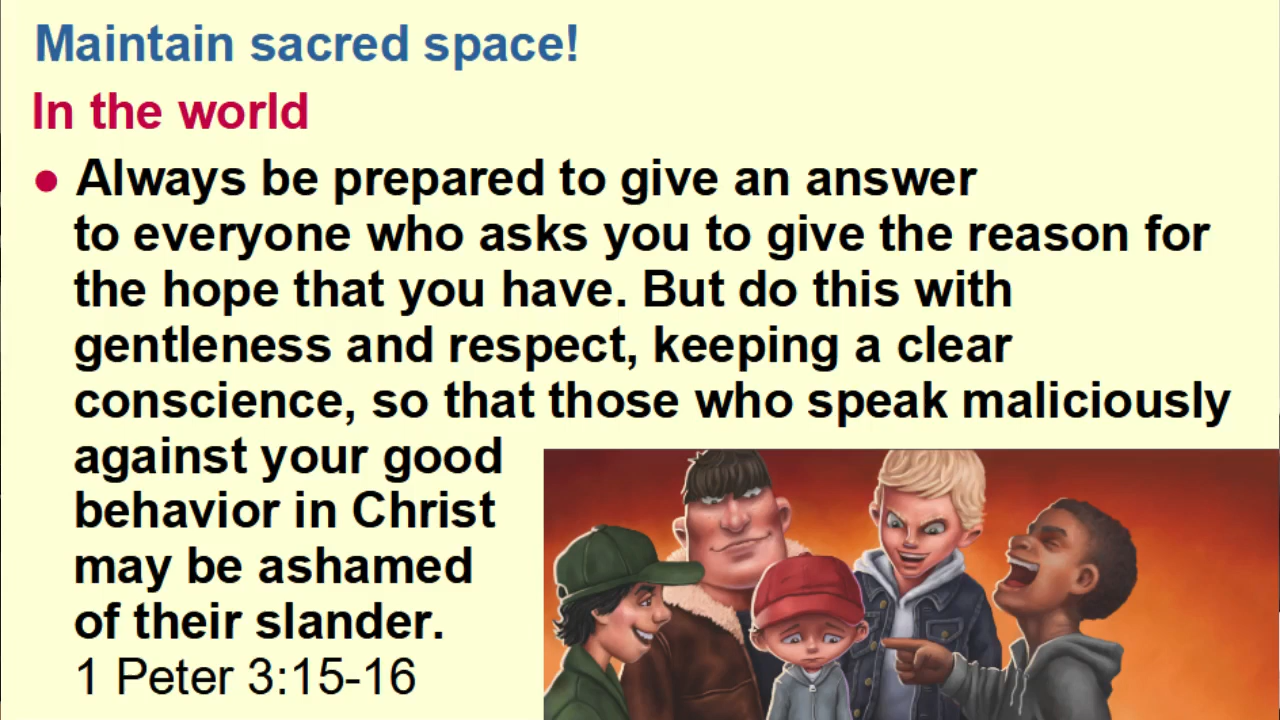 Maintain sacred space!
In the world
● Always be prepared to give an answer
to everyone who asks you to give the reason for
the hope that you have. But do this with
gentleness and respect, keeping a clear
conscience, so that those who speak maliciously
against your good
behavior in Christ
may be ashamed
of their slander.
1 Peter 3:15-16